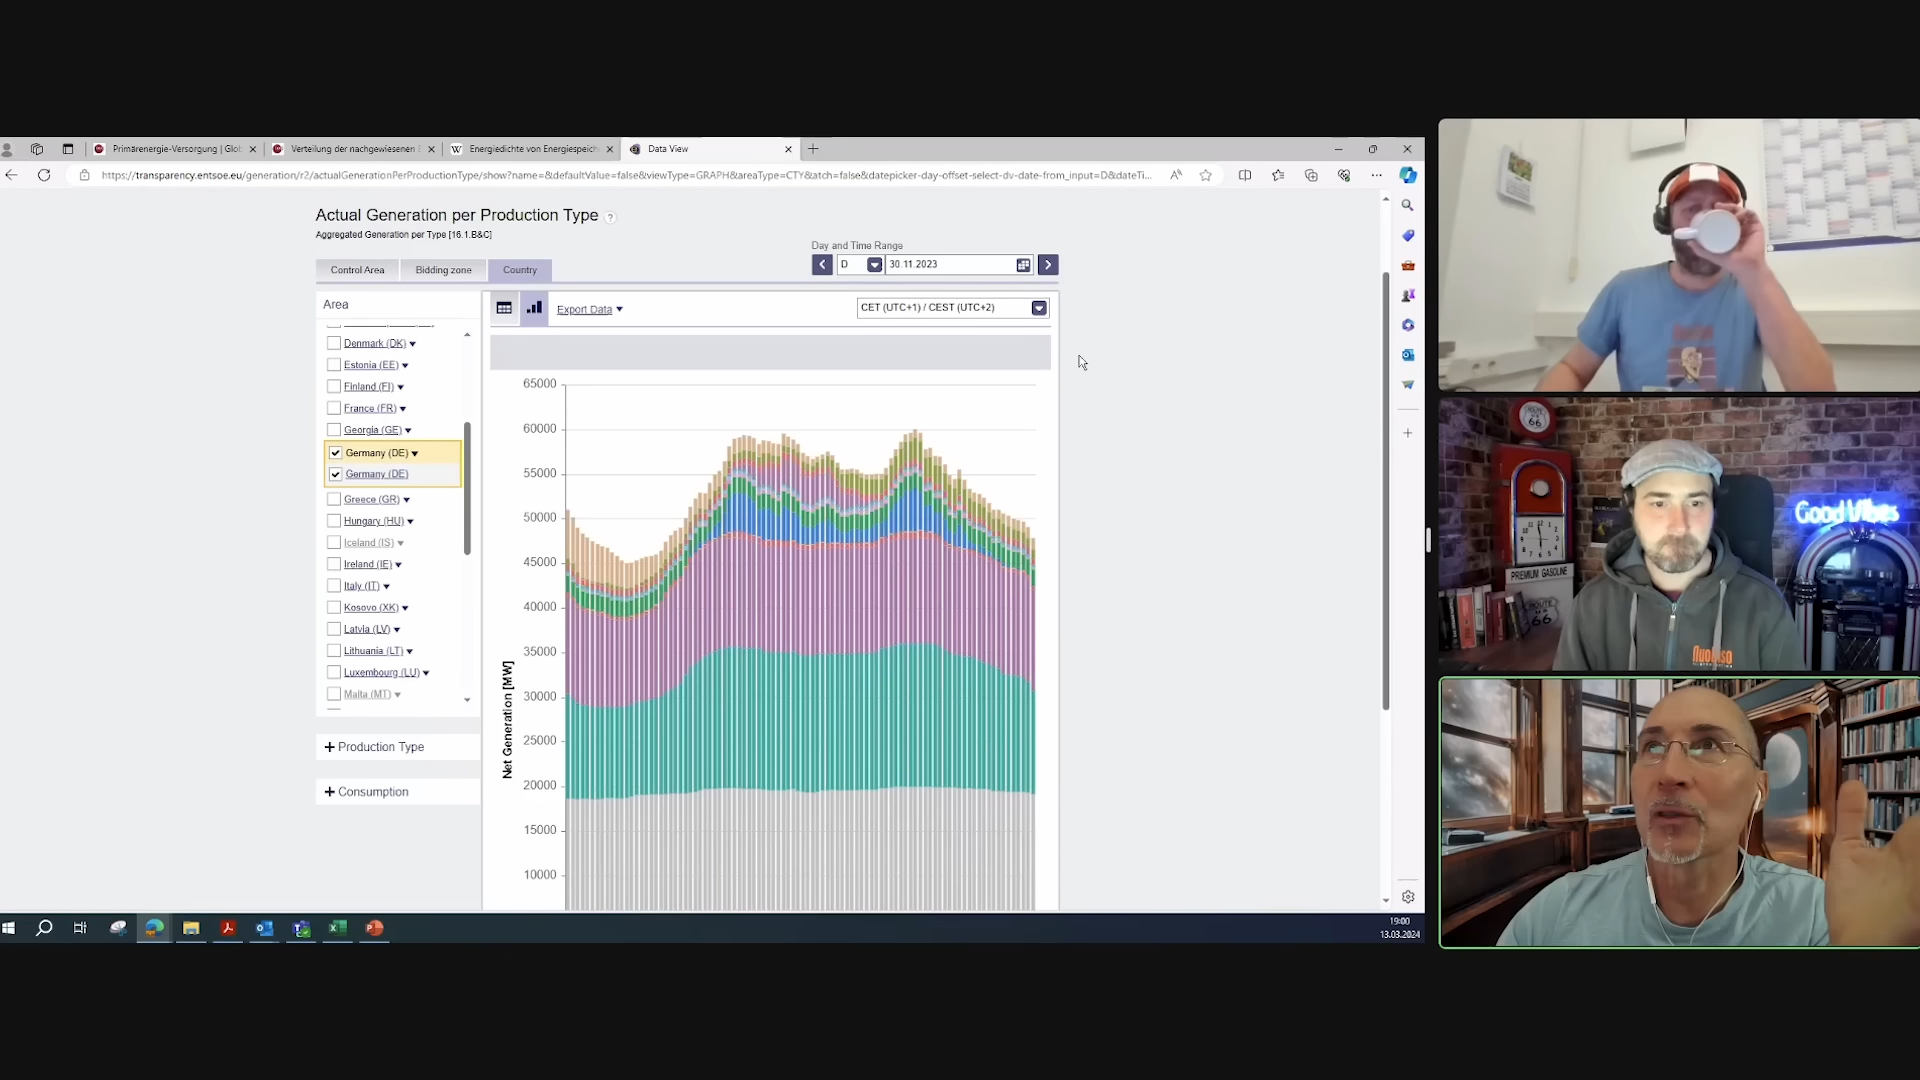 Primärenergie-Versorgung | Glob
Verteilung der nachgewiesenen E
Energiedichte von Energiespeich
Data View
https://transparency.entsoe.eu/generation/r2/actualGenerationPerProductionType/show?name=&defaultValue=false&viewType=GRAPH&areaType=CTY&atch=false&datepicker-day-offset-select-dv-date-from_input=D&dateTi...
Actual Generation per Production Type ?
Aggregated Generation per Type [16.1.B&C]
Day and Time Range
D 30.11.2023
Control Area
Bidding zone
Country
Area
Export Data
CET (UTC+1) / CEST (UTC+2)
Denmark (DK)
Estonia (EE)
Finland (FI)
France (FR)
Georgia (GE)
Germany (DE)
Germany (DE)
Greece (GR)
Hungary (HU)
Iceland (IS)
Ireland (IE)
Italy (IT)
Kosovo (XK)
Latvia (LV)
Lithuania (LT)
Luxembourg (LU)
Malta (MT)
+ Production Type
+ Consumption
65000
60000
55000
50000
45000
40000
35000
30000
25000
20000
15000
10000
Net Generation [MW]
19:00
13.03.2024
ROUTE
66
PREMIUM GASOLINE
ROUTE
66
Good Vibes
NuoViso